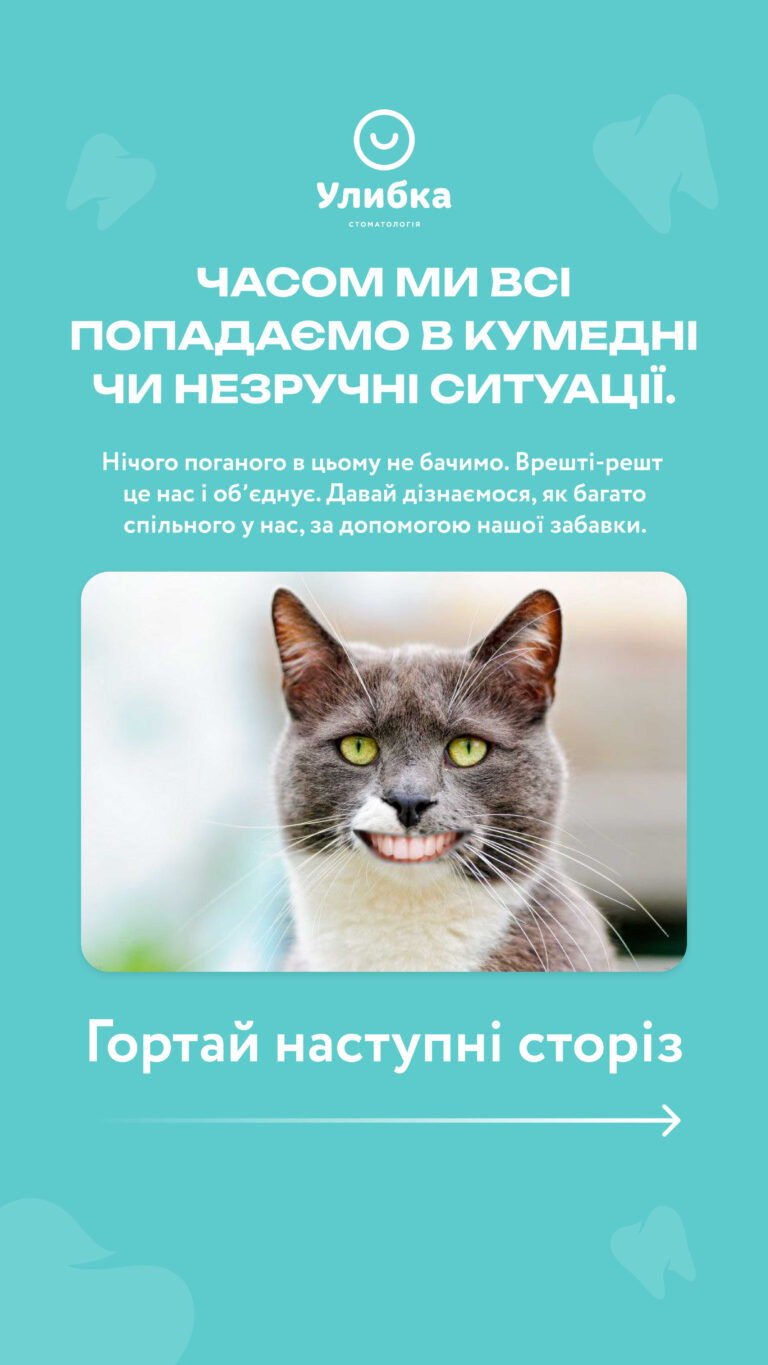 Улибка
СТОМАТОЛОГІЯ
ЧАСОМ МИ ВСІ
ПОПАДАЄМО В КУМЕДНІ
ЧИ НЕЗРУЧНІ СИТУАЦІЇ.
Нічого поганого в цьому не бачимо. Врешті-решт
це нас і об’єднує. Давай дізнаємося, як багато
спільного у нас, за допомогою нашої забавки.
Гортай наступні сторіз